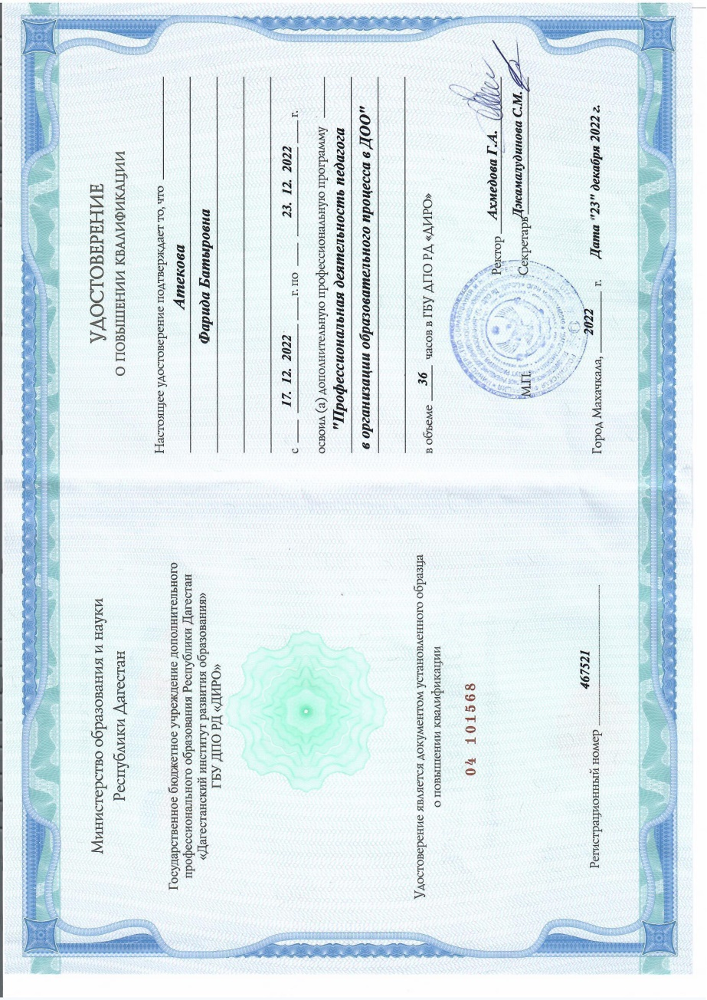 Министерство образования и науки
Республики Дагестан
Государственное бюджетное учреждение дополнительного
профессионального образования Республики Дагестан
«Дагестанский институт развития образования»
ГБУ ДПО РД «ДИРО»
Удостоверение является документом установленного образца
о повышении квалификации
04 101568
Регистрационный номер 467521
УДОСТОВЕРЕНИЕ
О ПОВЫШЕНИИ КВАЛИФИКАЦИИ
Настоящее удостоверение подтверждает то, что
Атекова
Фарида Батыровна
с 17. 12. 2022 г. по 23. 12. 2022 г.
освоил (а) дополнительную профессиональную программу
"Профессиональная деятельность педагога
в организации образовательного процесса в ДОО"
в объеме 36 часов в ГБУ ДПО РД «ДИРО»
Ректор Ахмедова Г.А.
М.П. Секретарь Джамалудинова С.М.
Город Махачкала, 2022 г. Дата "23" декабря 2022 г.